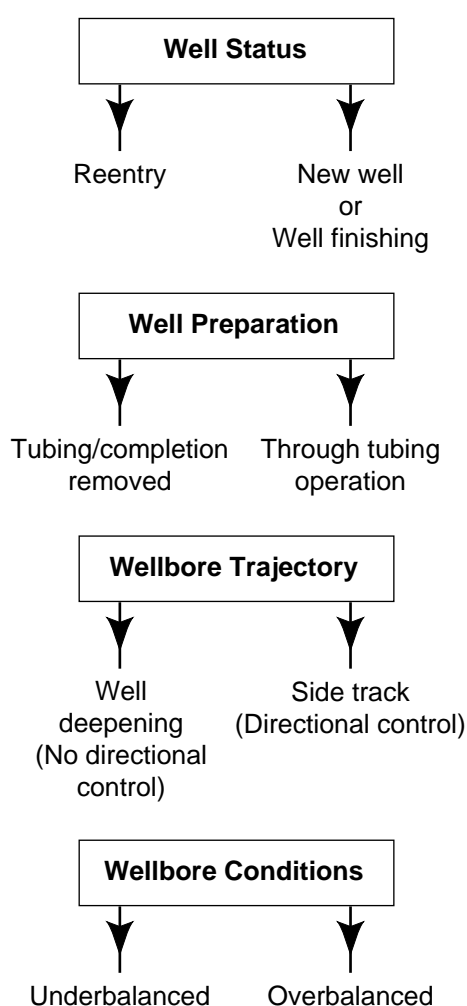 Well Status
Reentry
New well
or
Well finishing
Well Preparation
Tubing/completion
removed
Through tubing
operation
Wellbore Trajectory
Well
deepening
(No directional
control)
Side track
(Directional control)
Wellbore Conditions
Underbalanced
Overbalanced